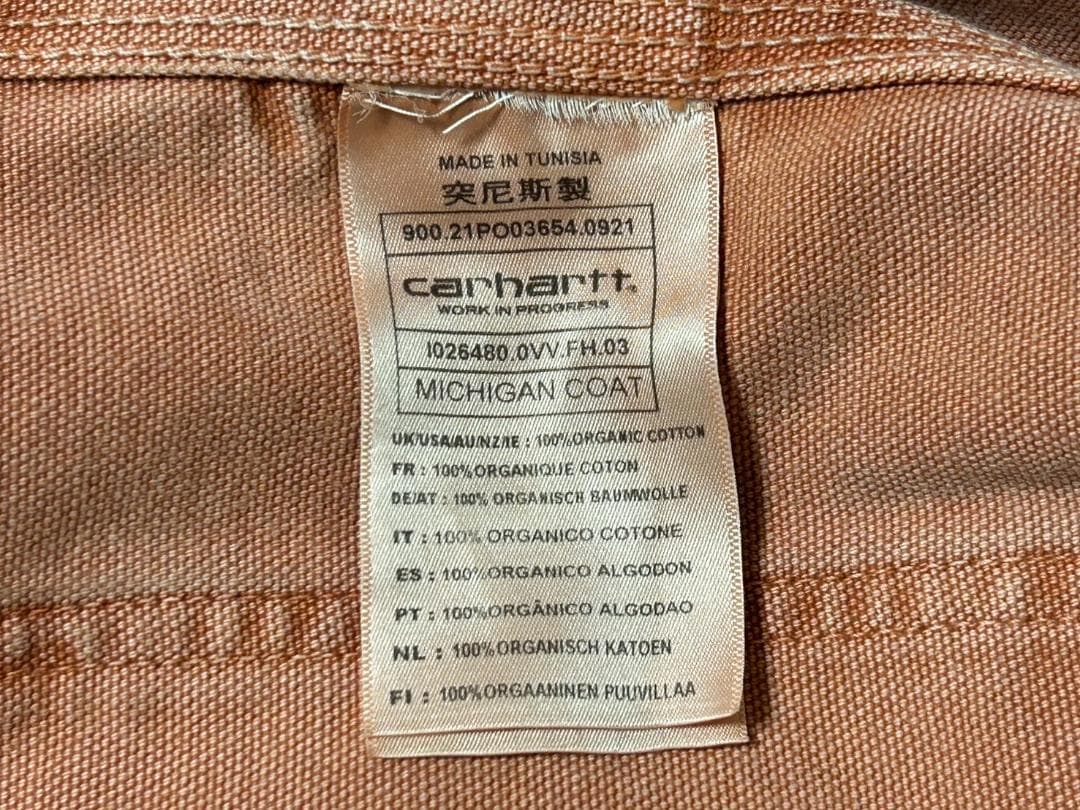 MADE IN TUNISIA
突尼斯製
900.21PO03654.0921
carhartt.
WORK IN PROGRESS
I026480.0VV.FH.03
MICHIGAN COAT
UK/USA/AU/NZ/IE : 100%ORGANIC COTTON
FR : 100%ORGANIQUE COTON
DE/AT : 100% ORGANISCH BAUMWOLLE
IT : 100% ORGANICO COTONE
ES : 100%ORGANICO ALGODON
PT : 100%ORGÂNICO ALGODAO
NL : 100%ORGANISCH KATOEN
FI : 100%ORGAANINEN PUUVILLAA